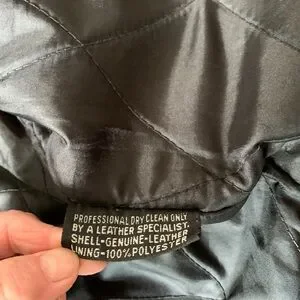 PROFESSIONAL DRY CLEAN ONLY
BY A LEATHER SPECIALIST.
SHELL-GENUINE-LEATHER
LINING-100% POLYESTER